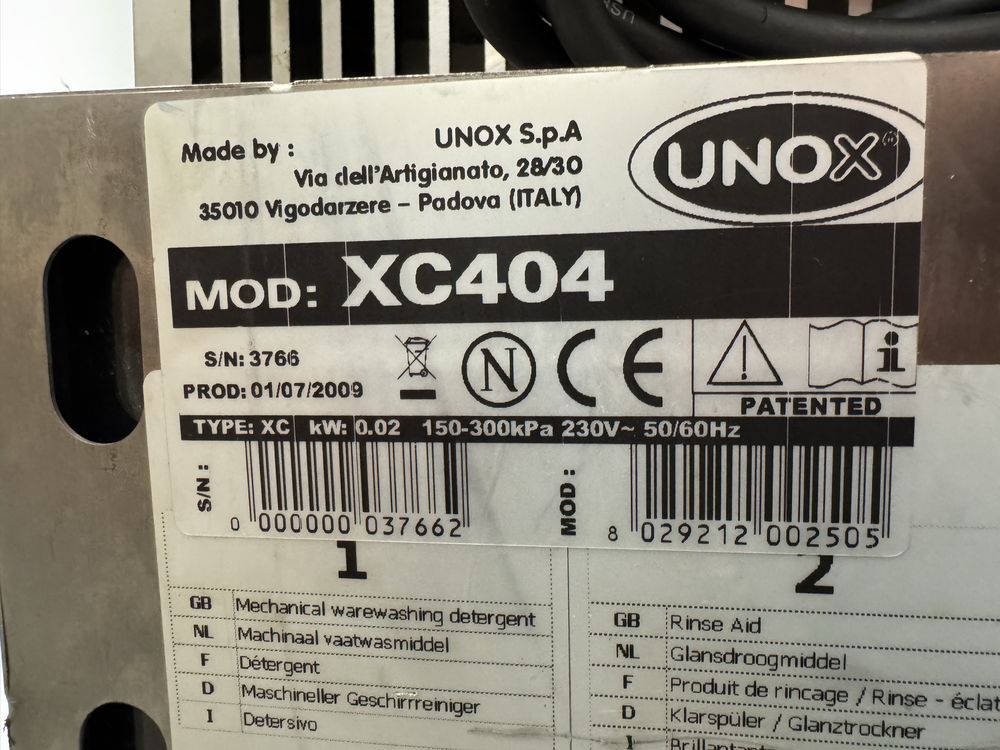 Made by :
UNOX S.p.A
Via dell'Artigianato, 28/30
35010 Vigodarzere – Padova (ITALY)
UNOX®
MOD: XC404
S/N: 3766
PROD: 01/07/2009
N
CE
PATENTED
TYPE: XC kW: 0.02 150-300kPa 230V~ 50/60Hz
S/N :
0 000000 037662
MOD :
8 029212 002505
1
GB Mechanical warewashing detergent
NL Machinaal vaatwasmiddel
F Détergent
D Maschineller Geschirrreiniger
I Detersivo
2
GB Rinse Aid
NL Glansdroogmiddel
F Produit de rincage / Rinse - éclat
D Klarspüler / Glanztrockner
I